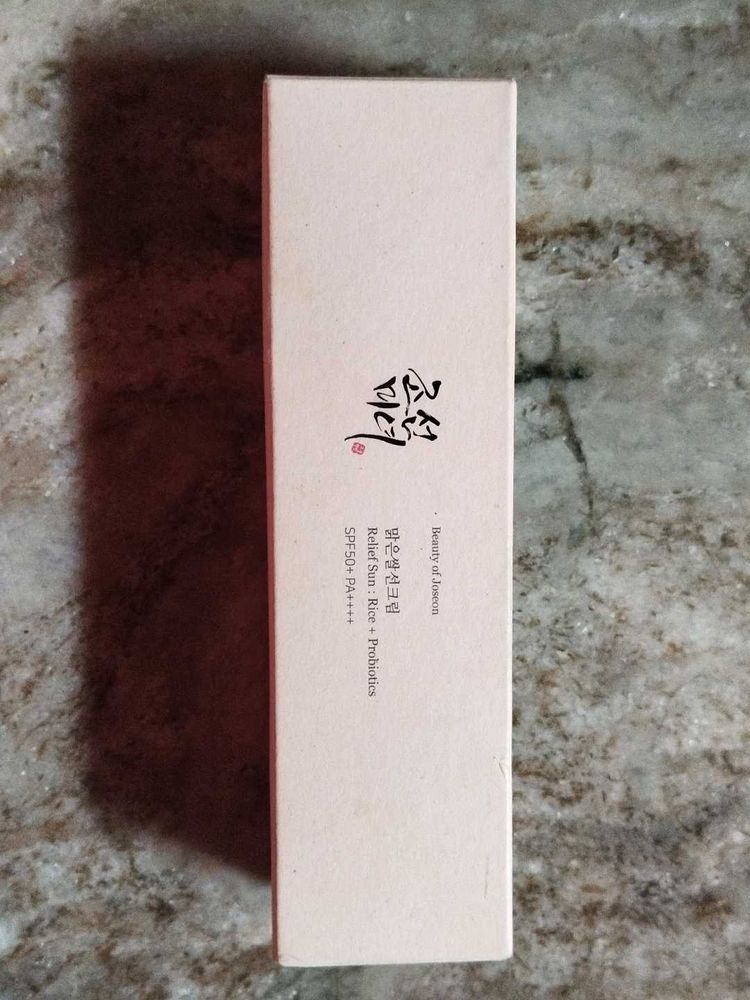 조선
미녀
Beauty of Joseon
맑은쌀선크림
Relief Sun : Rice + Probiotics
SPF50+ PA++++